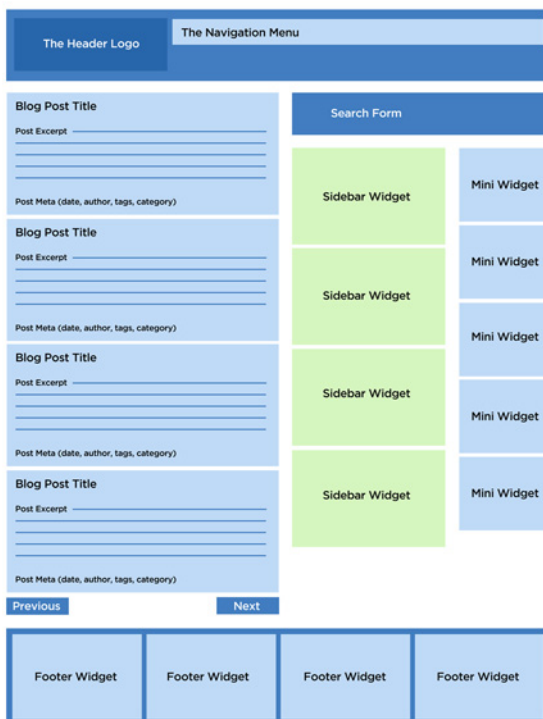 The Header Logo
The Navigation Menu
Blog Post Title
Post Excerpt
Post Meta (date, author, tags, category)
Blog Post Title
Post Excerpt
Post Meta (date, author, tags, category)
Blog Post Title
Post Excerpt
Post Meta (date, author, tags, category)
Blog Post Title
Post Excerpt
Post Meta (date, author, tags, category)
Previous
Next
Search Form
Sidebar Widget
Sidebar Widget
Sidebar Widget
Sidebar Widget
Mini Widget
Mini Widget
Mini Widget
Mini Widget
Mini Widget
Footer Widget
Footer Widget
Footer Widget
Footer Widget